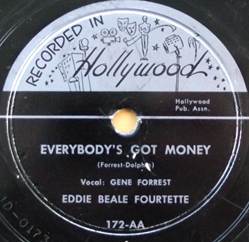 RECORDED IN
Hollywood
Hollywood
Pub. Assn.
EVERYBODY'S GOT MONEY
(Forrest-Dolphin)
Vocal: GENE FORREST
EDDIE BEALE FOURTETTE
172-AA